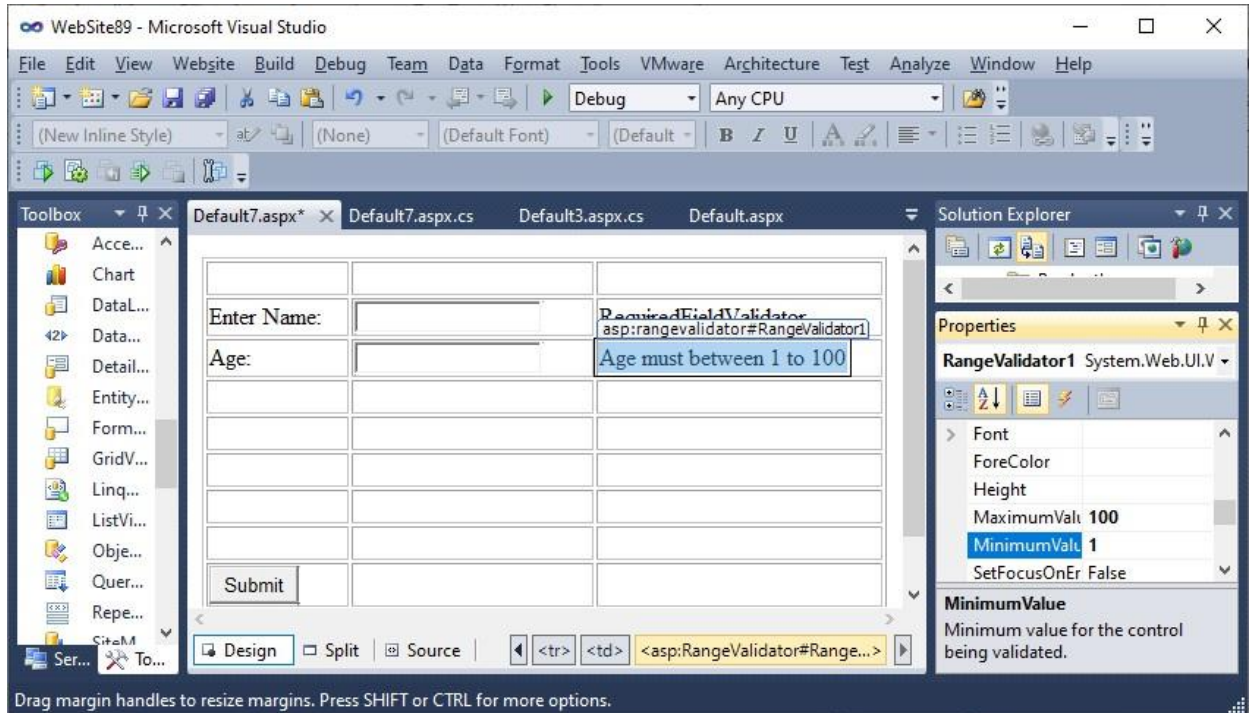 WebSite89 - Microsoft Visual Studio
File Edit View Website Build Debug Team Data Format Tools VMware Architecture Test Analyze Window Help
Debug Any CPU
(New Inline Style) (None) (Default Font) (Default B I U A
Toolbox
Acce...
Chart
DataL...
Data...
Detail...
Entity...
Form...
GridV...
Linq...
ListVi...
Obje...
Quer...
Repe...
SiteM
Ser... To...
Default7.aspx* Default7.aspx.cs Default3.aspx.cs Default.aspx
Enter Name: RequiredFieldValidator
asp:rangevalidator#RangeValidator1
Age: Age must between 1 to 100
Submit
Design Split Source <tr> <td> <asp:RangeValidator#Range...>
Solution Explorer
Properties
RangeValidator1 System.Web.UI.V
Font
ForeColor
Height
MaximumValu 100
MinimumValu 1
SetFocusOnEr False
MinimumValue
Minimum value for the control
being validated.
Drag margin handles to resize margins. Press SHIFT or CTRL for more options.